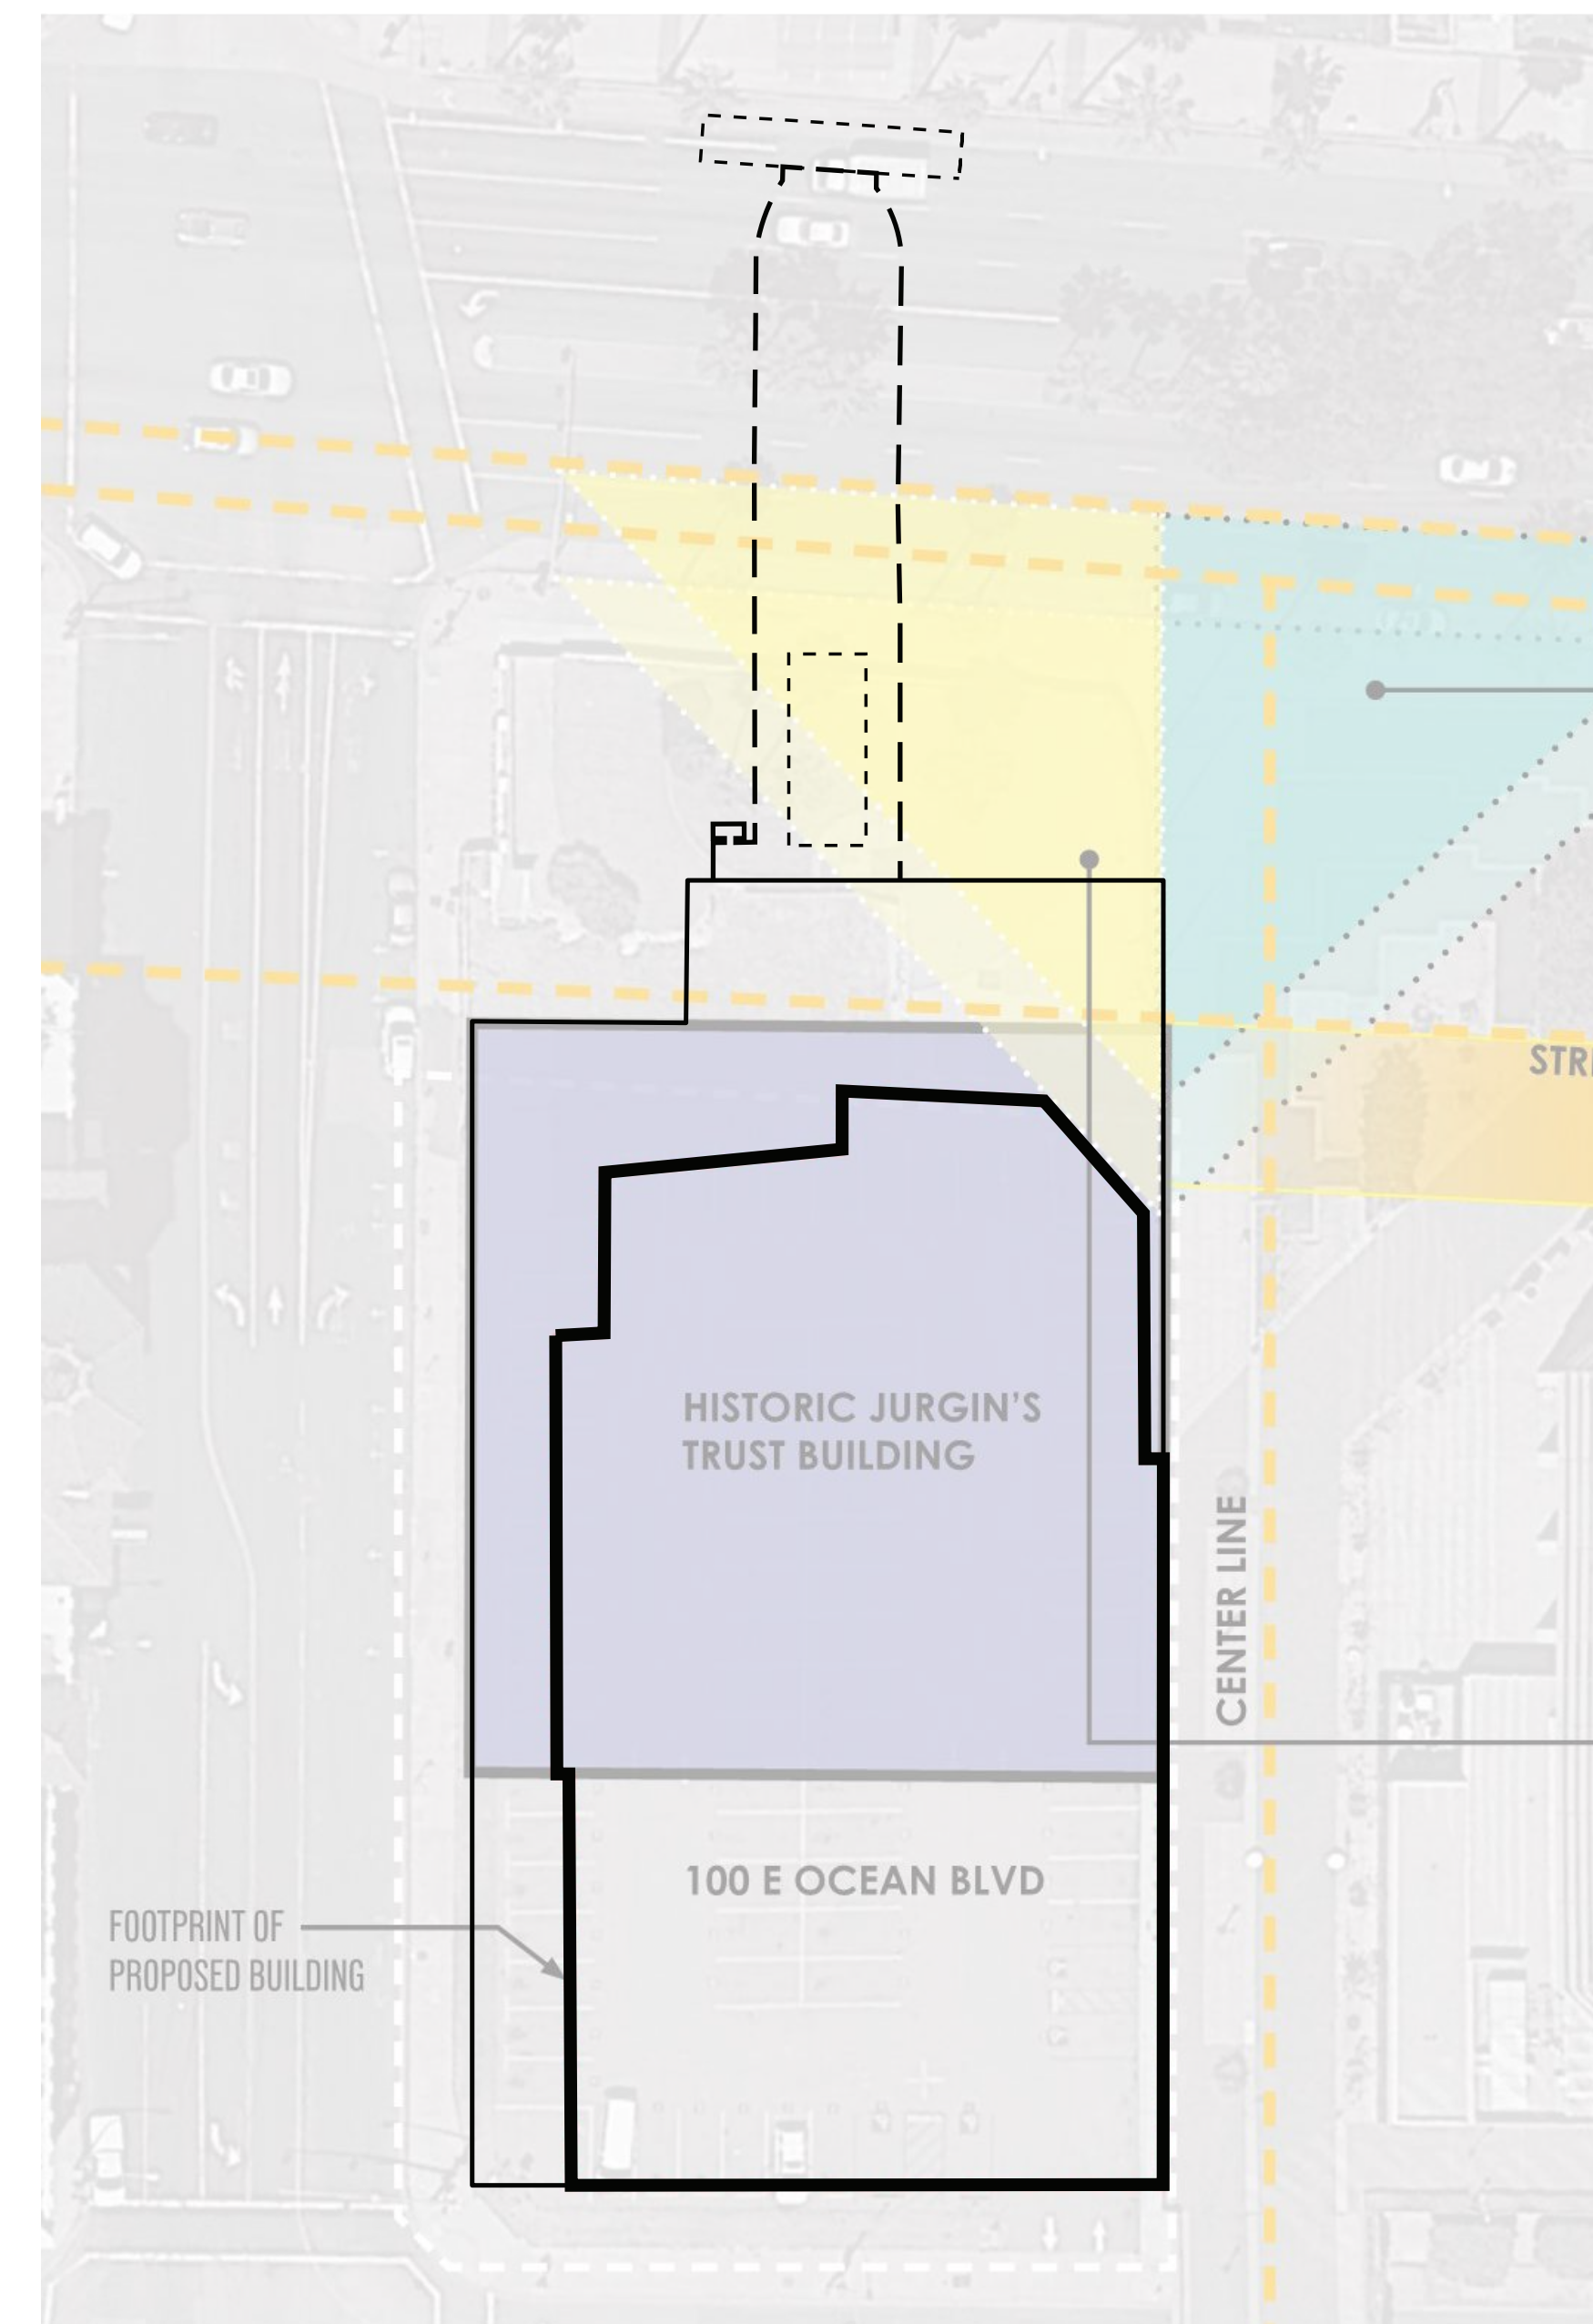 STR
HISTORIC JURGIN'S
TRUST BUILDING
CENTER LINE
100 E OCEAN BLVD
FOOTPRINT OF
PROPOSED BUILDING